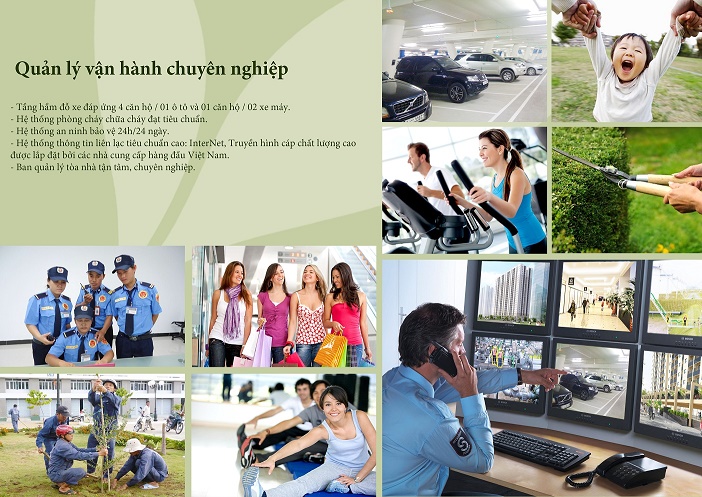 Quản lý vận hành chuyên nghiệp
- Tầng hầm đỗ xe đáp ứng 4 căn hộ / 01 ô tô và 01 căn hộ / 02 xe máy.
- Hệ thống phòng cháy chữa cháy đạt tiêu chuẩn.
- Hệ thống an ninh bảo vệ 24h/24 ngày.
- Hệ thống thông tin liên lạc tiêu chuẩn cao: InterNet, Truyền hình cáp chất lượng cao
được lắp đặt bởi các nhà cung cấp hàng đầu Việt Nam.
- Ban quản lý tòa nhà tận tâm, chuyên nghiệp.